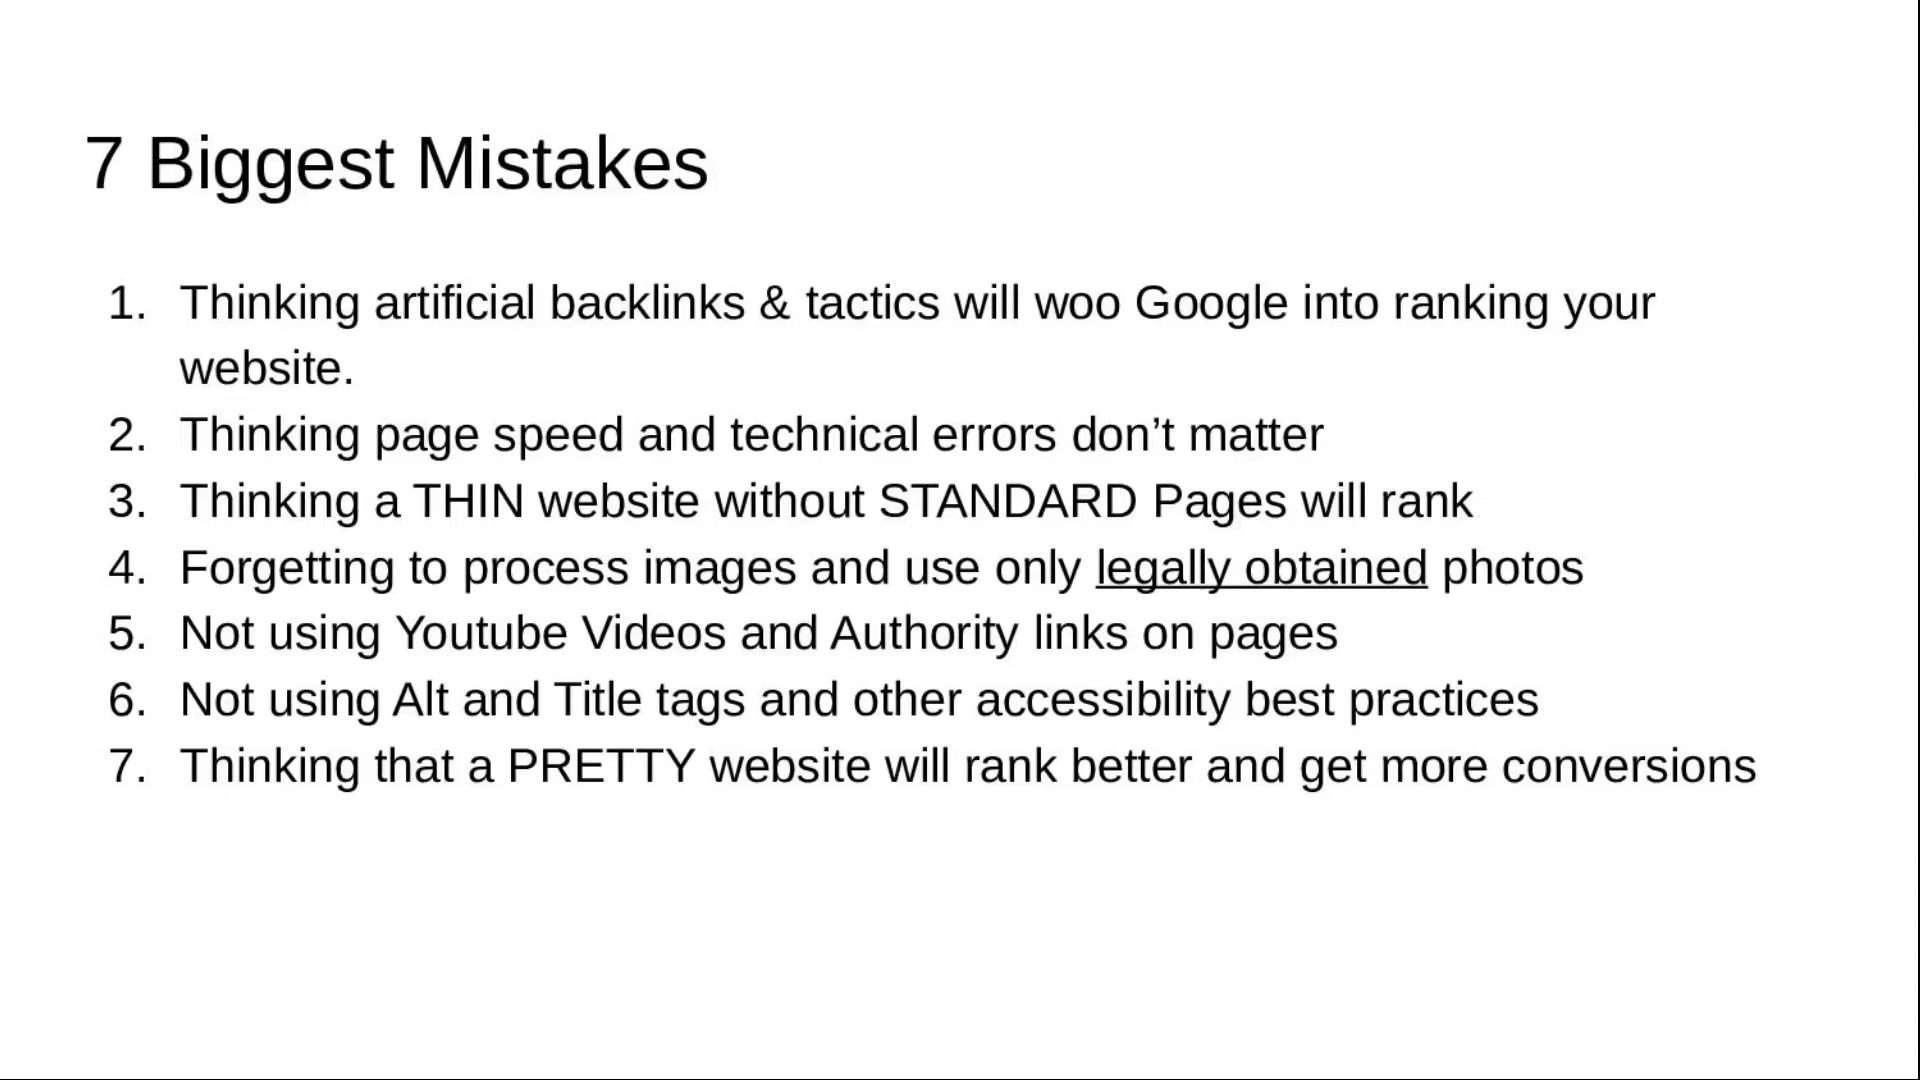 7 Biggest Mistakes
1. Thinking artificial backlinks & tactics will woo Google into ranking your
website.
2. Thinking page speed and technical errors don’t matter
3. Thinking a THIN website without STANDARD Pages will rank
4. Forgetting to process images and use only legally obtained photos
5. Not using Youtube Videos and Authority links on pages
6. Not using Alt and Title tags and other accessibility best practices
7. Thinking that a PRETTY website will rank better and get more conversions